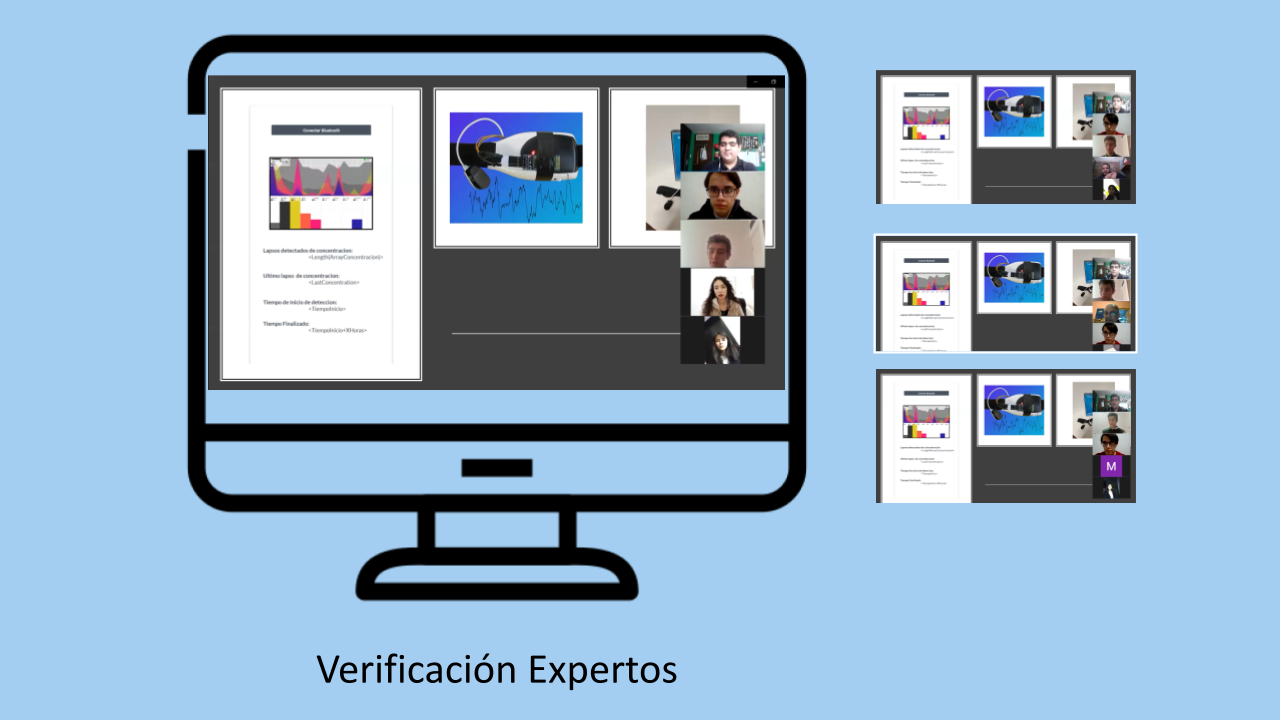 Conectar Bluetooth
Lapsos detectados de concentracion:
<Length(ArrayConcentracion)>
Ultimo lapso de concentracion:
<LastConcentration>
Tiempo de inicio de deteccion:
<TiempoInicio>
Tiempo Finalizado:
<TiempoInicio+XHoras>
M
Verificación Expertos